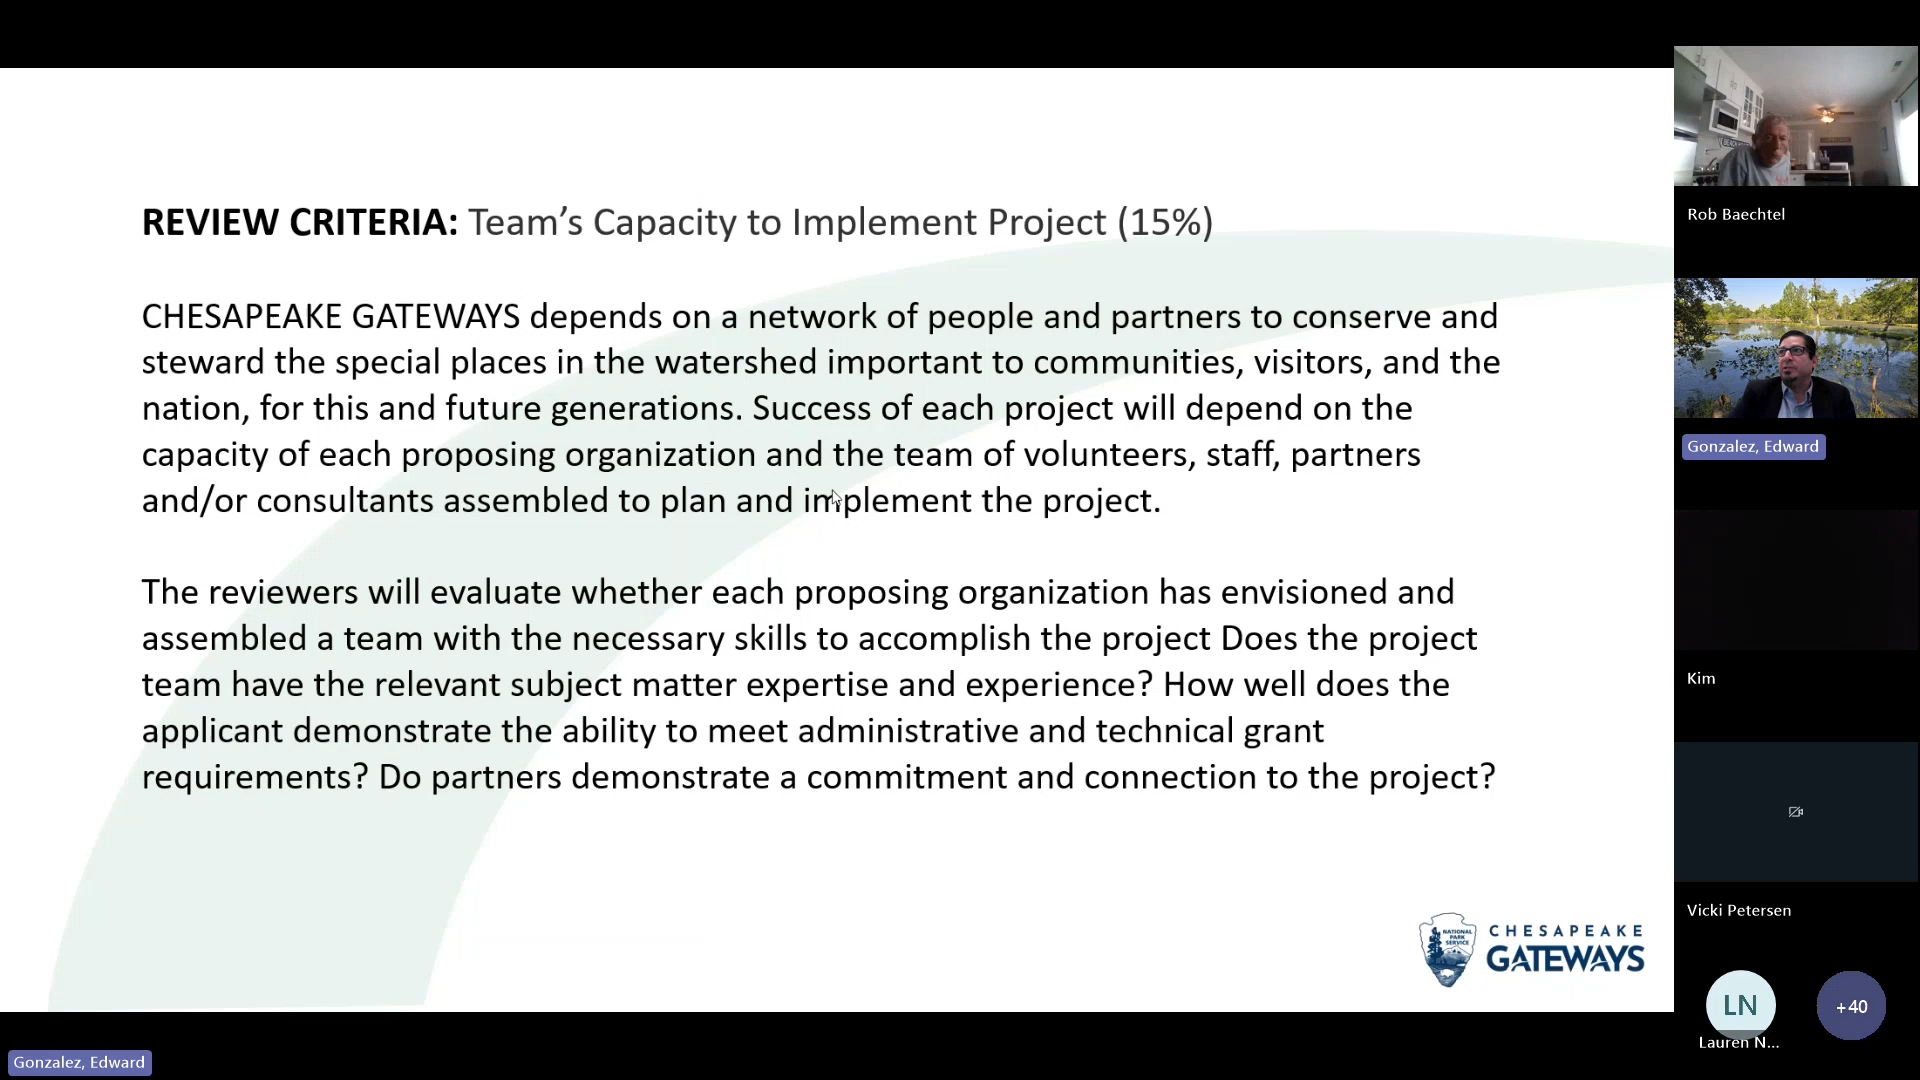 REVIEW CRITERIA: Team's Capacity to Implement Project (15%)
CHESAPEAKE GATEWAYS depends on a network of people and partners to conserve and
steward the special places in the watershed important to communities, visitors, and the
nation, for this and future generations. Success of each project will depend on the
capacity of each proposing organization and the team of volunteers, staff, partners
and/or consultants assembled to plan and implement the project.
The reviewers will evaluate whether each proposing organization has envisioned and
assembled a team with the necessary skills to accomplish the project Does the project
team have the relevant subject matter expertise and experience? How well does the
applicant demonstrate the ability to meet administrative and technical grant
requirements? Do partners demonstrate a commitment and connection to the project?
NATIONAL
PARK
SERVICE
CHESAPEAKE
GATEWAYS
Gonzalez, Edward
Rob Baechtel
Gonzalez, Edward
Kim
Vicki Petersen
LN
Lauren N...
+40